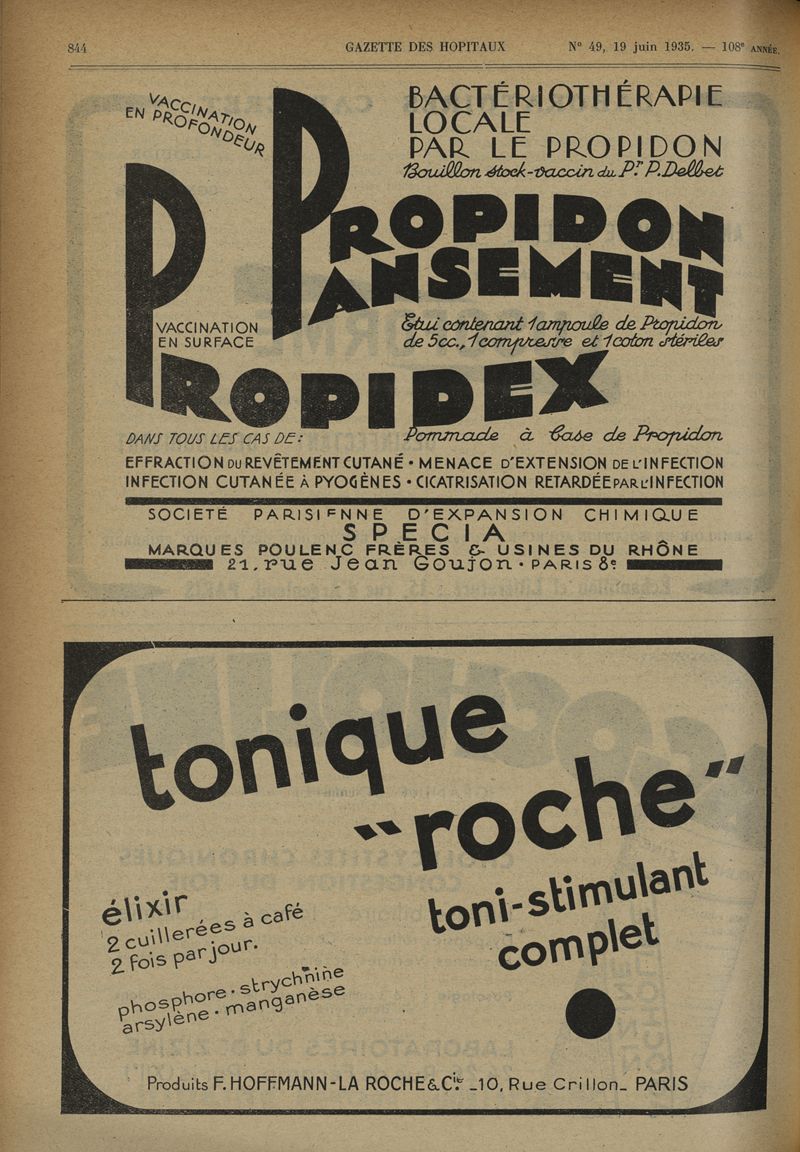 844
GAZETTE DES HOPITAUX
N° 49, 19 juin 1935. — 108e ANNÉE.
VACCINATION
EN PROFONDEUR
BACTÉRIOTHÉRAPIE
LOCALE
PAR LE PROPIDON
Bouillon stock-vaccin du Pr P. Delbet
PROPIDON
PANSEMENT
VACCINATION
EN SURFACE
Etui contenant 1 ampoule de Propidon
de 5cc., 1 compresse et 1 coton stériles
PROPIDEX
DANS TOUS LES CAS DE:
Pommade à base de Propidon
EFFRACTION DU REVÊTEMENT CUTANÉ • MENACE D'EXTENSION DE L'INFECTION
INFECTION CUTANÉE À PYOGÈNES • CICATRISATION RETARDÉE PAR L'INFECTION
SOCIETÉ PARISIENNE D'EXPANSION CHIMIQUE
SPECIA
MARQUES POULENC FRÈRES & USINES DU RHÔNE
21, rue Jean Goujon • PARIS 8e
tonique
"roche"
élixir
2 cuillerées à café
2 fois par jour.
toni-stimulant
complet
phosphore • strychnine
arsylène • manganèse
Produits F. HOFFMANN-LA ROCHE & Cie _10, Rue Crillon_ PARIS